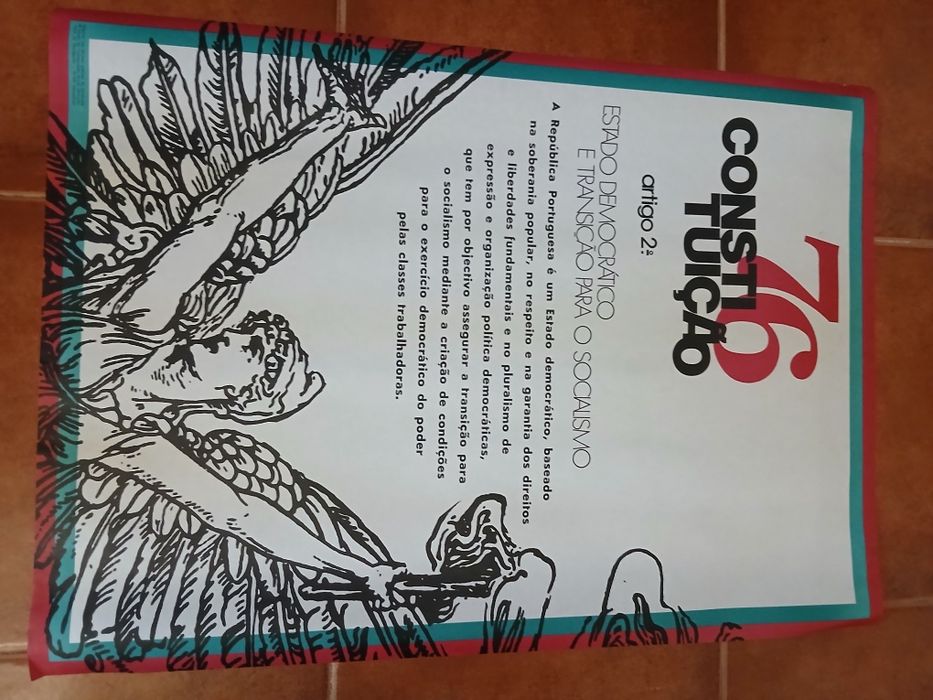 76
CONSTI
TUIÇÃO
artigo 2º
ESTADO DEMOCRÁTICO
E TRANSIÇÃO PARA O SOCIALISMO
A República Portuguesa é um Estado democrático, baseado
na soberania popular, no respeito e na garantia dos direitos
e liberdades fundamentais e no pluralismo de
expressão e organização política democráticas,
que tem por objectivo assegurar a transição para
o socialismo mediante a criação de condições
para o exercício democrático do poder
pelas classes trabalhadoras.